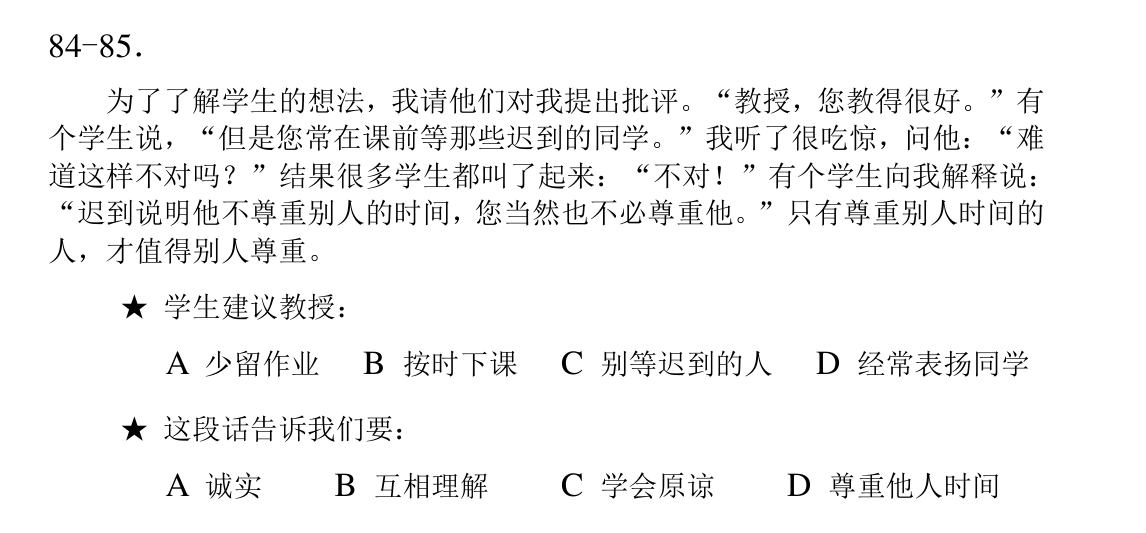 84-85.
为了了解学生的想法，我请他们对我提出批评。“教授，您教得很好。”有
个学生说，“但是您常在课前等那些迟到的同学。”我听了很吃惊，问他：“难
道这样不对吗？”结果很多学生都叫了起来：“不对！”有个学生向我解释说：
“迟到说明他不尊重别人的时间，您当然也不必尊重他。”只有尊重别人时间的
人，才值得别人尊重。
★ 学生建议教授：
A 少留作业 B 按时下课 C 别等迟到的人 D 经常表扬同学
★ 这段话告诉我们要：
A 诚实 B 互相理解 C 学会原谅 D 尊重他人时间